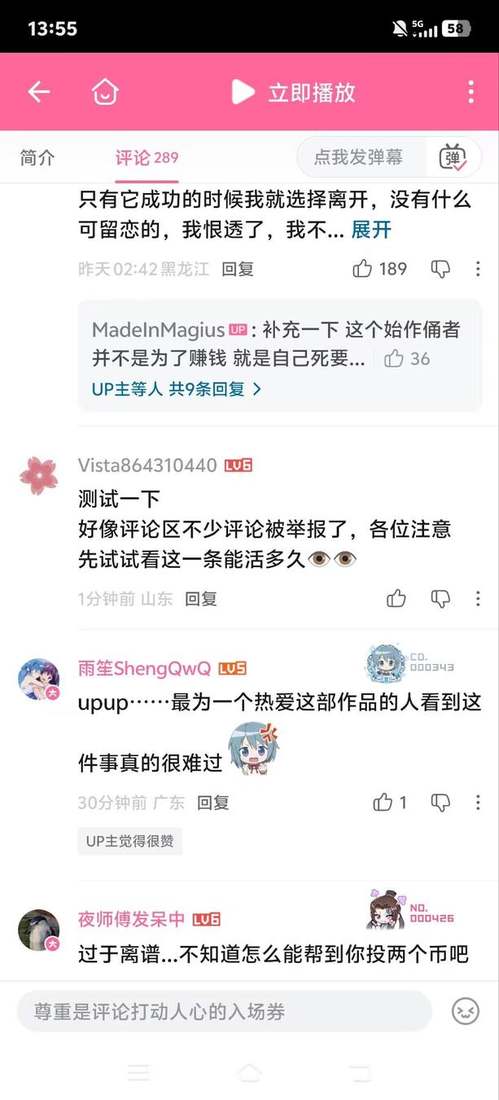 13:55
5G
58
立即播放
简介
评论 289
点我发弹幕
弹
只有它成功的时候我就选择离开，没有什么
可留恋的，我恨透了，我不... 展开
昨天02:42 黑龙江 回复
189
MadeInMagius UP : 补充一下 这个始作俑者
并不是为了赚钱 就是自己死要... 36
UP主等人 共9条回复 >
Vista864310440 LV6
测试一下
好像评论区不少评论被举报了，各位注意
先试试看这一条能活多久👁️👁️
1分钟前 山东 回复
雨笙ShengQwQ LV5
CO.
000343
大
upup……最为一个热爱这部作品的人看到这
件事真的很难过
30分钟前 广东 回复
1
UP主觉得很赞
夜师傅发呆中 LV6
NO.
000426
大
过于离谱...不知道怎么能帮到你投两个币吧
尊重是评论打动人心的入场券